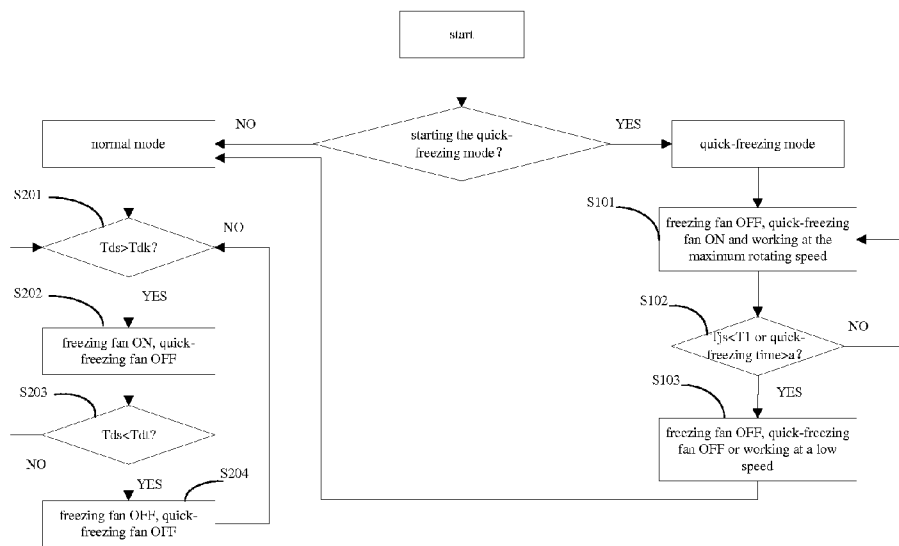 start
NO
starting the quick-
freezing mode?
YES
normal mode
quick-freezing mode
S201
Tds>Tdk?
NO
S101
freezing fan OFF, quick-freezing
fan ON and working at the
maximum rotating speed
YES
S202
freezing fan ON, quick-
freezing fan OFF
S102
Tjs<T1 or quick-
freezing time>a?
NO
S203
Tds<Tdt?
NO
S103
YES
freezing fan OFF, quick-freezing
fan OFF or working at a low
speed
YES
S204
freezing fan OFF, quick-
freezing fan OFF